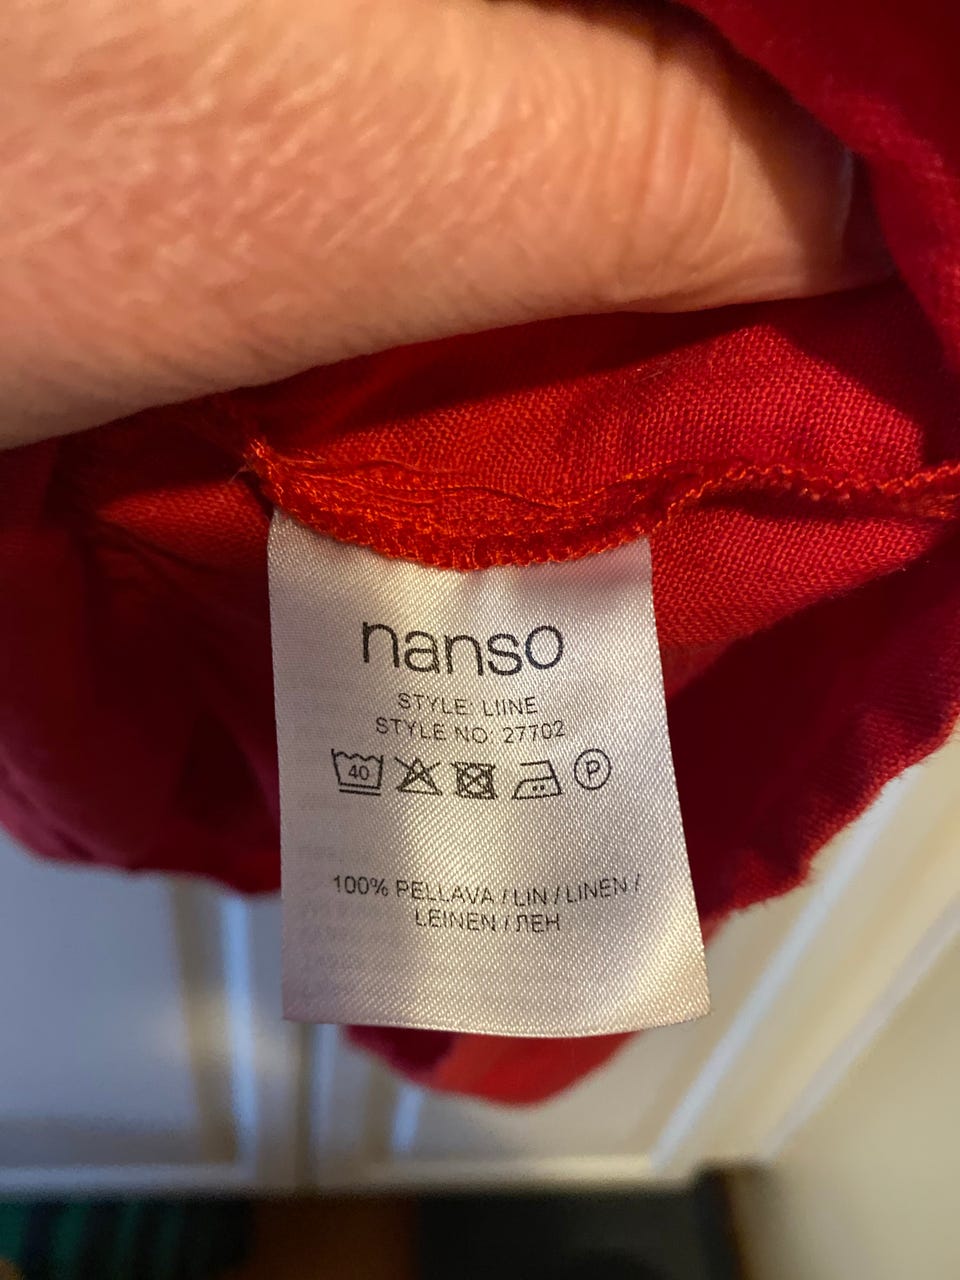 nanso
STYLE: LIINE
STYLE NO: 27702
40 P
100% PELLAVA / LIN / LINEN /
LEINEN / ЛЕН